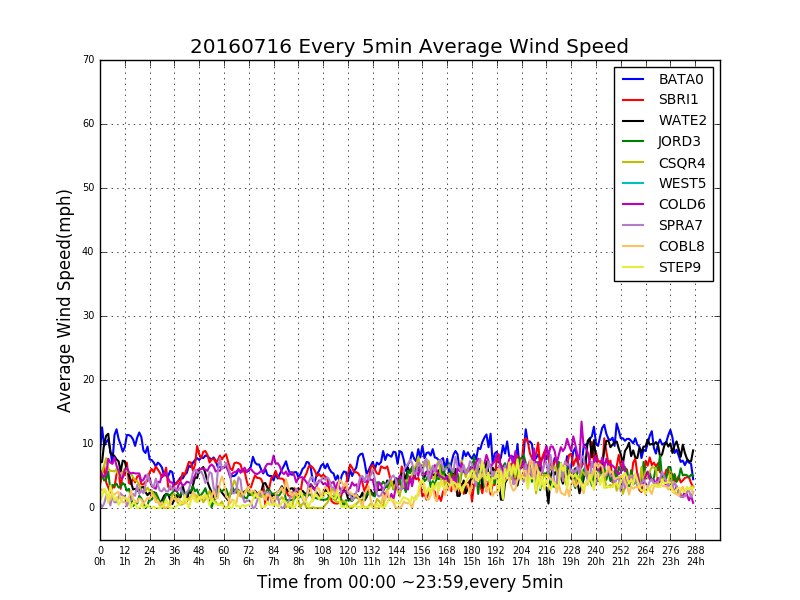 20160716 Every 5min Average Wind Speed
70
60
50
40
30
20
10
0
Average Wind Speed(mph)
BATA0
SBRI1
WATE2
JORD3
CSQR4
WEST5
COLD6
SPRA7
COBL8
STEP9
0 12 24 36 48 60 72 84 96 108 120 132 144 156 168 180 192 204 216 228 240 252 264 276 288
0h 1h 2h 3h 4h 5h 6h 7h 8h 9h 10h 11h 12h 13h 14h 15h 16h 17h 18h 19h 20h 21h 22h 23h 24h
Time from 00:00 ~23:59,every 5min